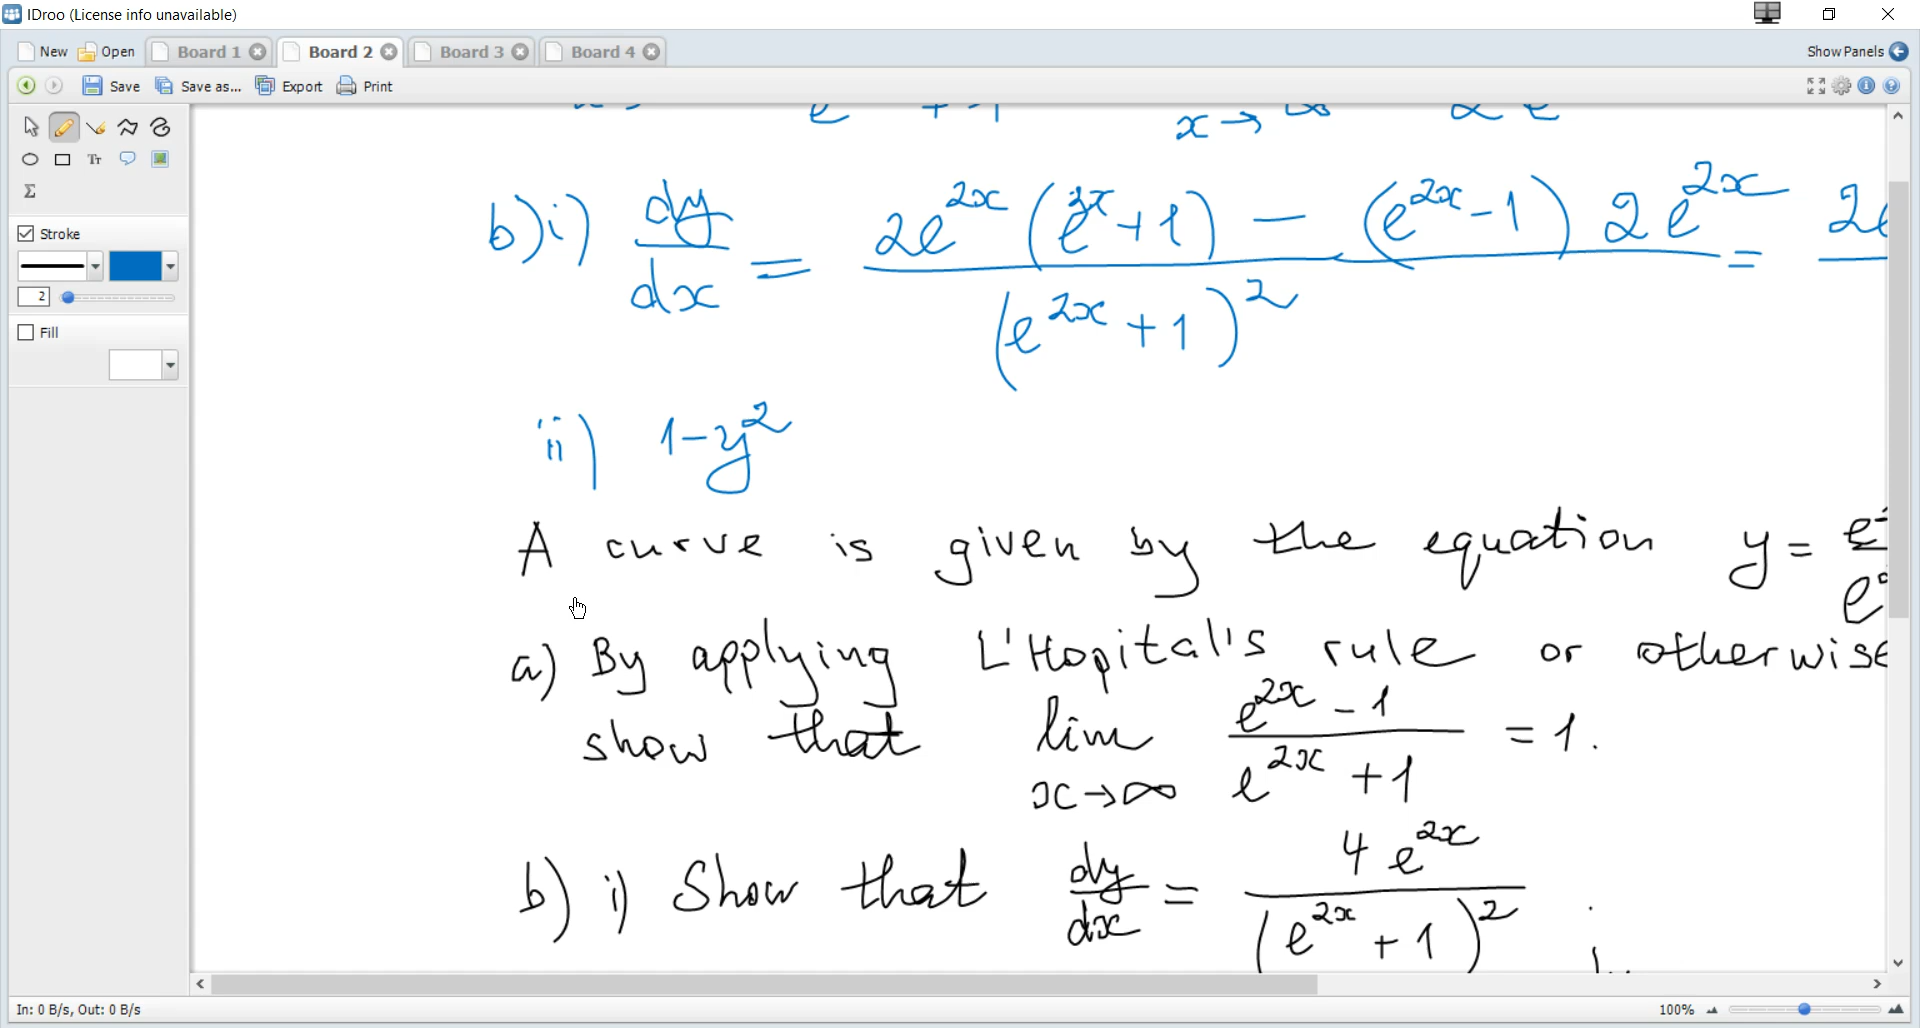 IDroo (License info unavailable)
New Open Board 1 Board 2 Board 3 Board 4 Show Panels
Save Save as... Export Print
x → ∞ 2 e
b) i) dy/dx = (2e^{2x}(e^{2x}+1) - (e^{2x}-1) 2e^{2x})/(e^{2x}+1)^2 = 2e
Stroke
2
Fill
ii) 1-y^2
A curve is given by the equation y =
a) By applying L'Hopital's rule or otherwise
show that lim x→∞ (e^{2x}-1)/(e^{2x}+1) = 1.
b) i) Show that dy/dx = 4e^{2x}/(e^{2x}+1)^2
In: 0 B/s, Out: 0 B/s 100%